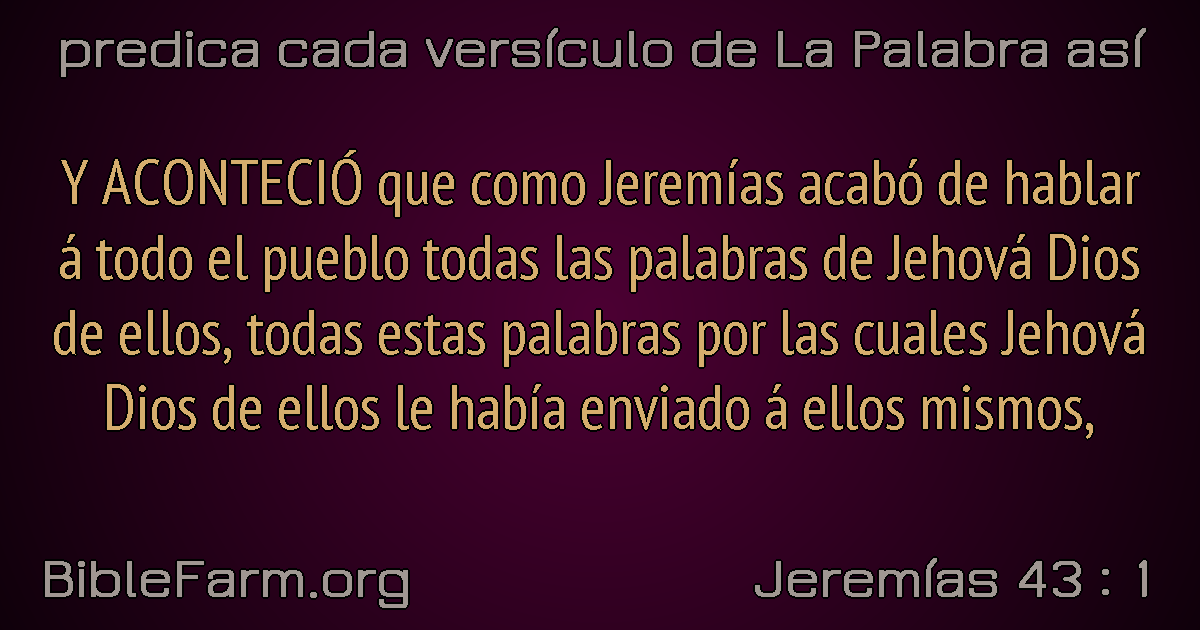 predica cada versículo de La Palabra así
Y ACONTECIÓ que como Jeremías acabó de hablar
á todo el pueblo todas las palabras de Jehová Dios
de ellos, todas estas palabras por las cuales Jehová
Dios de ellos le había enviado á ellos mismos,
BibleFarm.org
Jeremías 43 : 1